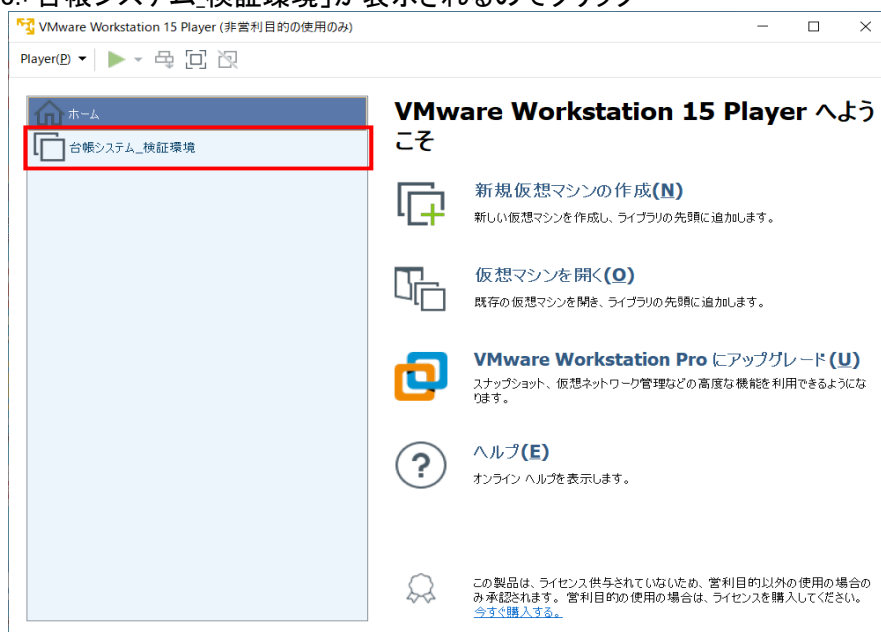 「台帳システム_検証環境」が表示されるのでクリック
VMware Workstation 15 Player (非営利目的の使用のみ)
Player(P)
ホーム
台帳システム_検証環境
VMware Workstation 15 Player へよう
こそ
新規仮想マシンの作成(N)
新しい仮想マシンを作成し、ライブラリの先頭に追加します。
仮想マシンを開く(O)
既存の仮想マシンを開き、ライブラリの先頭に追加します。
VMware Workstation Pro にアップグレード(U)
スナップショット、仮想ネットワーク管理などの高度な機能を利用できるようにな
ります。
ヘルプ(E)
オンライン ヘルプを表示します。
この製品は、ライセンス供与されていないため、営利目的以外の使用の場合の
み承認されます。営利目的の使用の場合は、ライセンスを購入してください。
今すぐ購入する。